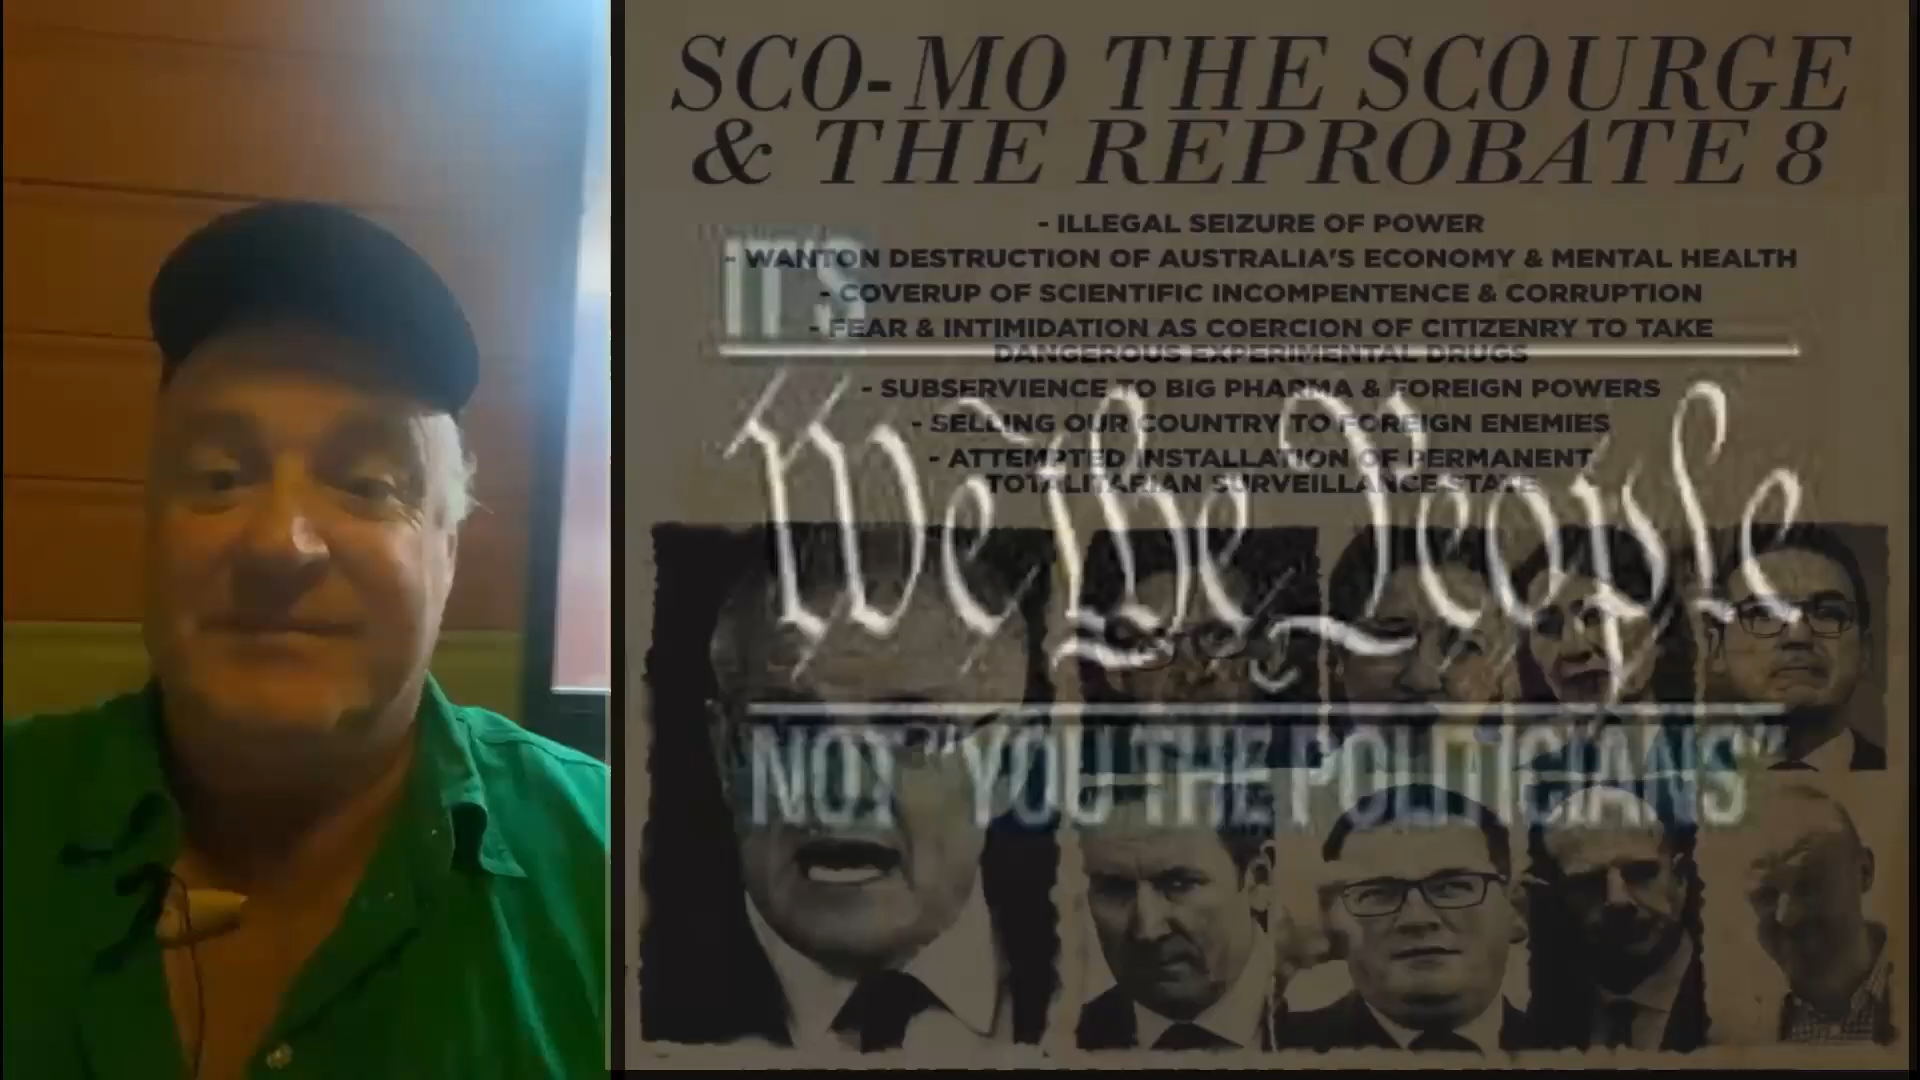 SCO-MO THE SCOURGE
& THE REPROBATE 8
- ILLEGAL SEIZURE OF POWER
- WANTON DESTRUCTION OF AUSTRALIA'S ECONOMY & MENTAL HEALTH
- COVERUP OF SCIENTIFIC INCOMPENTENCE & CORRUPTION
- FEAR & INTIMIDATION AS COERCION OF CITIZENRY TO TAKE
DANGEROUS EXPERIMENTAL DRUGS
- SUBSERVIENCE TO BIG PHARMA & FOREIGN POWERS
- SELLING OUR COUNTRY TO FOREIGN ENEMIES
- ATTEMPTED INSTALLATION OF PERMANENT
TOTALITARIAN SURVEILLANCE STATE
IT'S
We The People
NOT "YOU THE POLITICIANS"